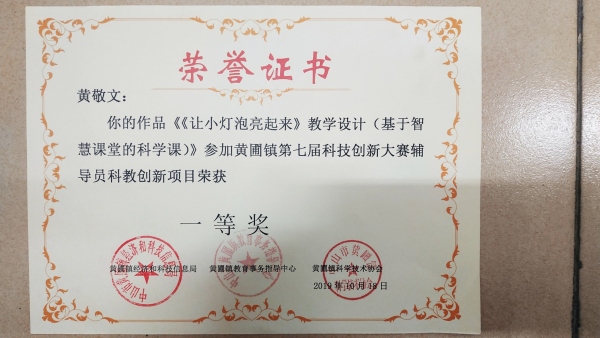 荣誉证书
黄敬文：
你的作品《《让小灯泡亮起来》教学设计（基于智
慧课堂的科学课）》参加黄圃镇第七届科技创新大赛辅
导员科教创新项目荣获
一等奖
黄圃镇经济和科技信息局 黄圃镇教育事务指导中心 黄圃镇科学技术协会
2019年10月18日